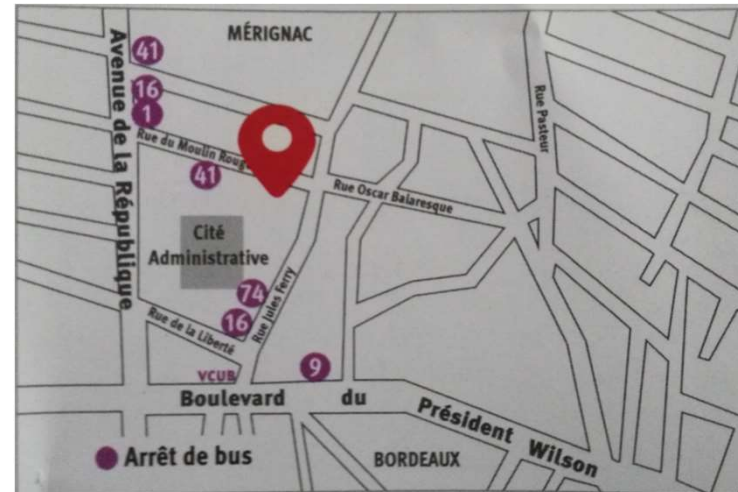 MÉRIGNAC
41
16
1
Avenue de la République
Rue du Moulin Rouge
41
Rue Pasteur
Rue Oscar Balaresque
Cité
Administrative
74
16
Rue Jules Ferry
Rue de la Liberté
9
VCUB
Boulevard du Président Wilson
Arrêt de bus
BORDEAUX